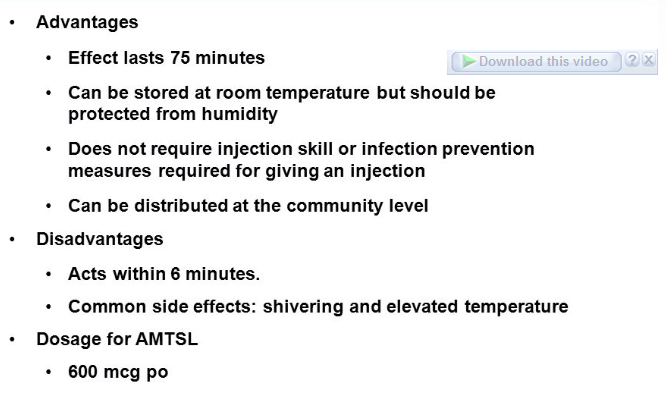 • Advantages
• Effect lasts 75 minutes
Download this video ? X
• Can be stored at room temperature but should be
protected from humidity
• Does not require injection skill or infection prevention
measures required for giving an injection
• Can be distributed at the community level
• Disadvantages
• Acts within 6 minutes.
• Common side effects: shivering and elevated temperature
• Dosage for AMTSL
• 600 mcg po